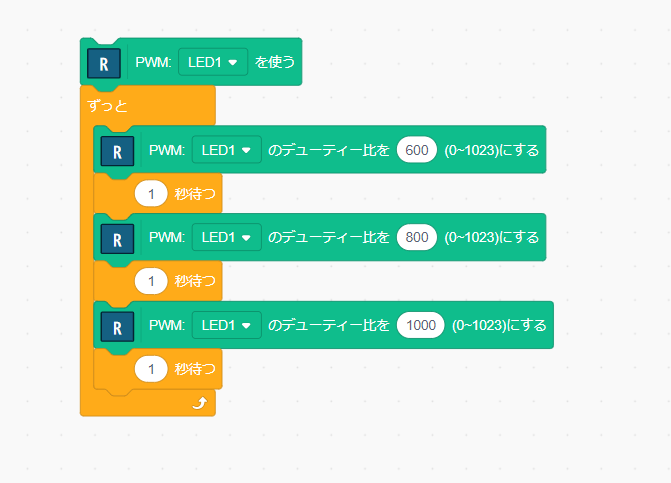 R PWM: LED1 を使う
ずっと
R PWM: LED1 のデューティー比を 600 (0~1023)にする
1 秒待つ
R PWM: LED1 のデューティー比を 800 (0~1023)にする
1 秒待つ
R PWM: LED1 のデューティー比を 1000 (0~1023)にする
1 秒待つ